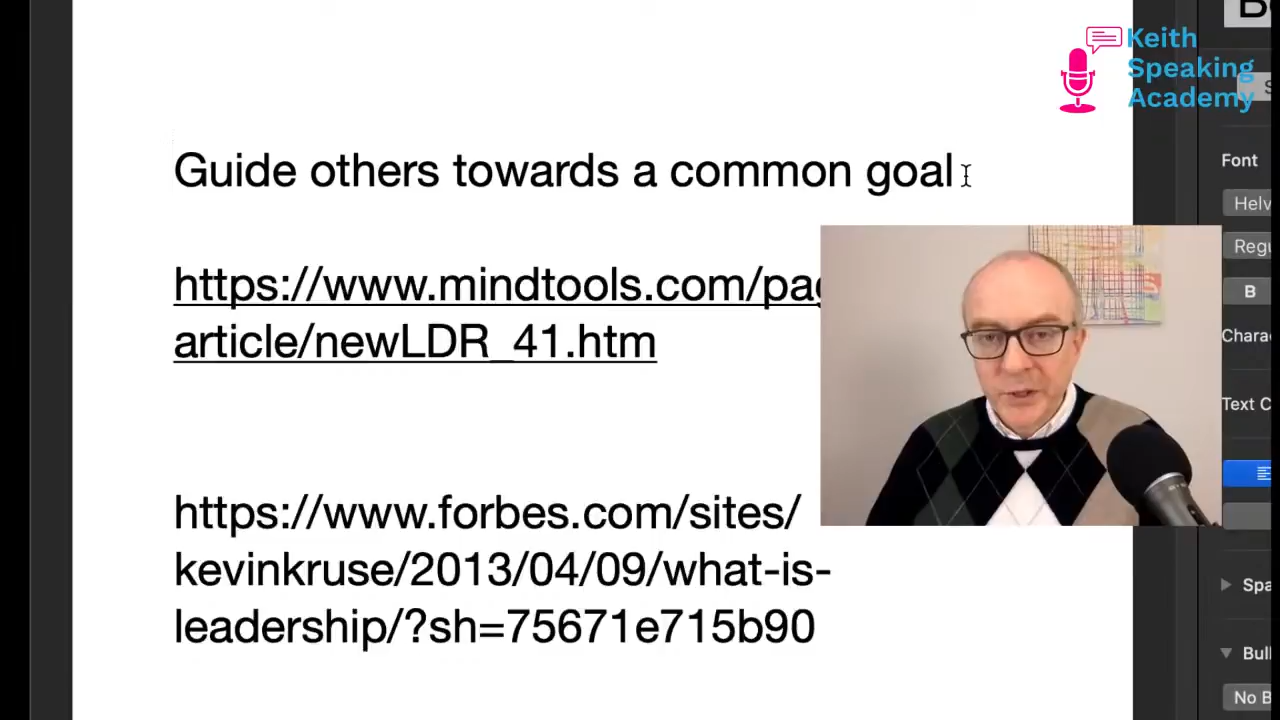 Keith
Speaking
Academy
Guide others towards a common goal
https://www.mindtools.com/pa
article/newLDR_41.htm
https://www.forbes.com/sites/
kevinkruse/2013/04/09/what-is-
leadership/?sh=75671e715b90
Font
Helv
Regu
B
Chara
Text C
Spa
Bull
No B